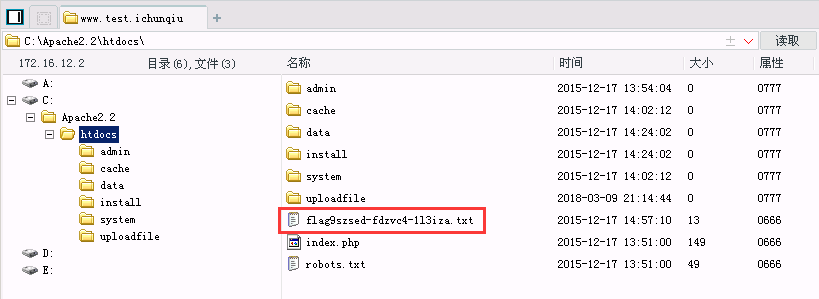 www.test.ichunqiu
C:\Apache2.2\htdocs\ 读取
172.16.12.2 目录(6),文件(3) 名称 时间 大小 属性
A:
C:
Apache2.2
htdocs
admin
cache
data
install
system
uploadfile
D:
E:
admin 2015-12-17 13:54:04 0 0777
cache 2015-12-17 14:02:12 0 0777
data 2015-12-17 14:24:02 0 0777
install 2015-12-17 14:24:02 0 0777
system 2015-12-17 14:02:12 0 0777
uploadfile 2018-03-09 21:14:44 0 0777
flag9szsed-fdzvc4-1l3iza.txt 2015-12-17 14:57:10 13 0666
index.php 2015-12-17 13:51:00 149 0666
robots.txt 2015-12-17 13:51:00 49 0666